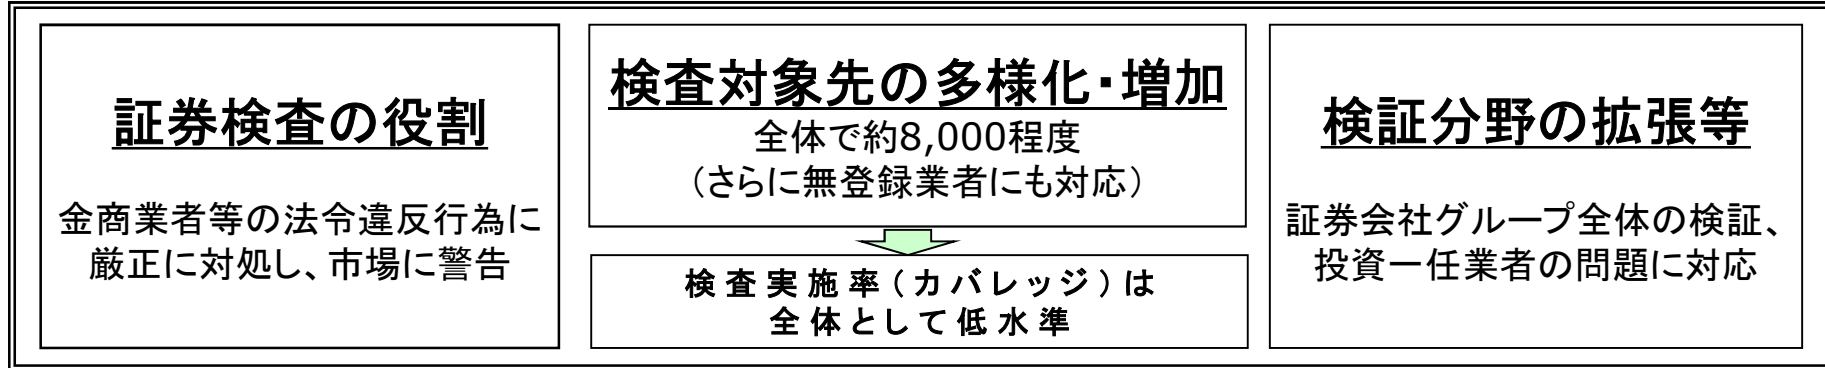 証券検査の役割
金商業者等の法令違反行為に
厳正に対処し、市場に警告
検査対象先の多様化・増加
全体で約8,000程度
（さらに無登録業者にも対応）
検査実施率（カバレッジ）は
全体として低水準
検証分野の拡張等
証券会社グループ全体の検証、
投資一任業者の問題に対応